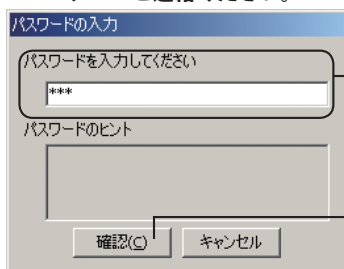 パスワードの入力
パスワードを入力してください
***
パスワードのヒント
確認(C) キャンセル